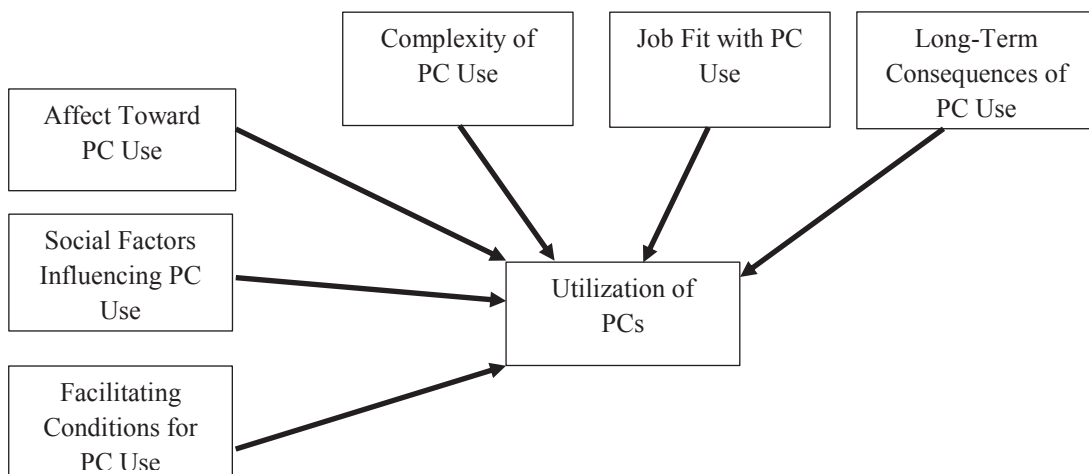 Complexity of
PC Use
Job Fit with PC
Use
Long-Term
Consequences of
PC Use
Affect Toward
PC Use
Social Factors
Influencing PC
Use
Utilization of
PCs
Facilitating
Conditions for
PC Use